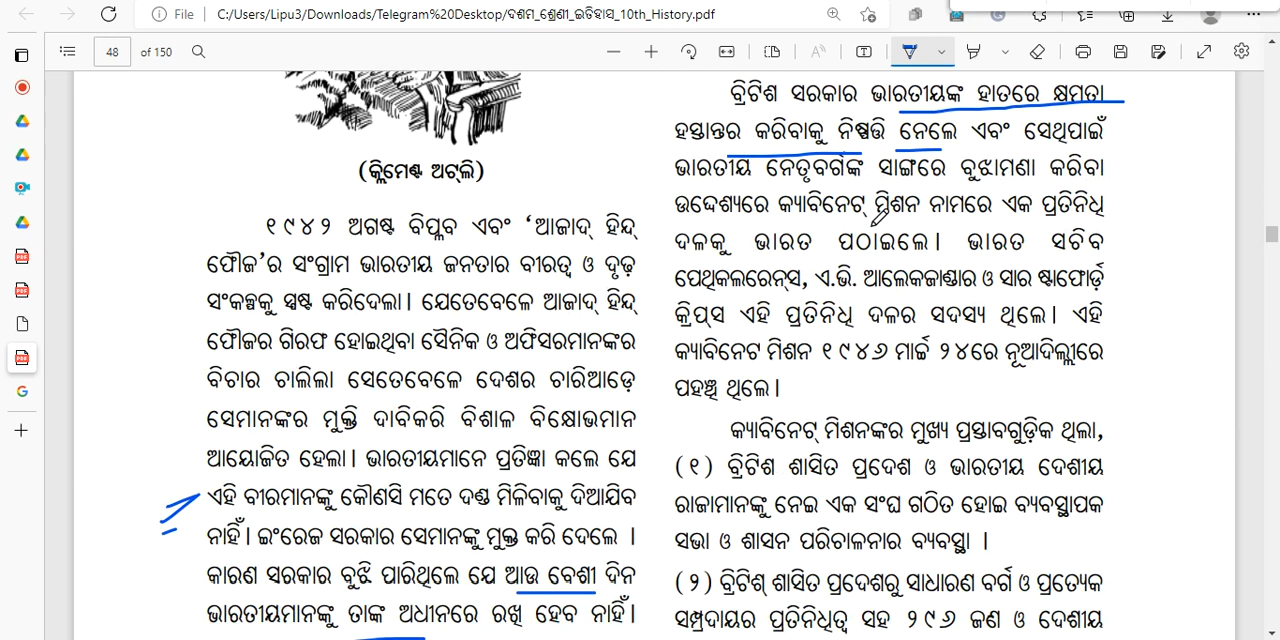 File
C:/Users/Lipu3/Downloads/Telegram%20Desktop/ଦଶମ_6ଶ୍ରେଣୀ_ଇତିହାସ_10th_History.pdf
48 of 150
(କ୍ଲିମେଣ୍ଟ ଅଟ୍‌ଲି)
୧୯୪୨ ଅଗଷ୍ଟ ବିପ୍ଳବ ଏବଂ ‘ଆଜାଦ୍ ହିନ୍ଦ୍
ଫୌଜ’ର ସଂଗ୍ରାମ ଭାରତୀୟ ଜନତାର ବୀରତ୍ୱ ଓ ଦୃଢ଼
ସଂକଳ୍ପକୁ ସ୍ପଷ୍ଟ କରିଦେଲା। ଯେତେବେଳେ ଆଜାଦ୍ ହିନ୍ଦ୍
ଫୌଜର ଗିରଫ ହୋଇଥିବା ସୈନିକ ଓ ଅଫିସରମାନଙ୍କର
ବିଚାର ଚାଲିଲା ସେତେବେଳେ ଦେଶର ଚାରିଆଡ଼େ
ସେମାନଙ୍କର ମୁକ୍ତି ଦାବିକରି ବିଶାଳ ବିକ୍ଷୋଭମାନ
ଆୟୋଜିତ ହେଲା। ଭାରତୀୟମାନେ ପ୍ରତିଜ୍ଞା କଲେ ଯେ
ଏହି ବୀରମାନଙ୍କୁ କୌଣସି ମତେ ଦଣ୍ଡ ମିଳିବାକୁ ଦିଆଯିବ
ନାହିଁ। ଇଂରେଜ ସରକାର ସେମାନଙ୍କୁ ମୁକ୍ତ କରି ଦେଲେ ।
କାରଣ ସରକାର ବୁଝି ପାରିଥିଲେ ଯେ ଆଉ ବେଶୀ ଦିନ
ଭାରତୀୟମାନଙ୍କୁ ତାଙ୍କ ଅଧୀନରେ ରଖି ହେବ ନାହିଁ।
ବ୍ରିଟିଶ ସରକାର ଭାରତୀୟଙ୍କ ହାତରେ କ୍ଷମତା
ହସ୍ତାନ୍ତର କରିବାକୁ ନିଷ୍ପତ୍ତି ନେଲେ ଏବଂ ସେଥିପାଇଁ
ଭାରତୀୟ ନେତୃବର୍ଗଙ୍କ ସାଙ୍ଗରେ ବୁଝାମଣା କରିବା
ଉଦ୍ଦେଶ୍ୟରେ କ୍ୟାବିନେଟ୍ ମିଶନ ନାମରେ ଏକ ପ୍ରତିନିଧି
ଦଳକୁ ଭାରତ ପଠାଇଲେ। ଭାରତ ସଚିବ
ପେଥିକଲରେନ୍‌ସ, ଏ.ଭି. ଆଲେକଜାଣ୍ଡାର ଓ ସାର ଷ୍ଟାଫୋର୍ଡ଼
କ୍ରିପ୍‌ସ ଏହି ପ୍ରତିନିଧି ଦଳର ସଦସ୍ୟ ଥିଲେ। ଏହି
କ୍ୟାବିନେଟ ମିଶନ ୧୯୪୬ ମାର୍ଚ୍ଚ ୨୪ରେ ନୂଆଦିଲ୍ଲୀରେ
ପହଞ୍ଚି ଥିଲେ।
କ୍ୟାବିନେଟ୍ ମିଶନଙ୍କର ମୁଖ୍ୟ ପ୍ରସ୍ତାବଗୁଡ଼ିକ ଥିଲା,
(୧) ବ୍ରିଟିଶ ଶାସିତ ପ୍ରଦେଶ ଓ ଭାରତୀୟ ଦେଶୀୟ
ରାଜାମାନଙ୍କୁ ନେଇ ଏକ ସଂଘ ଗଠିତ ହୋଇ ବ୍ୟବସ୍ଥାପକ
ସଭା ଓ ଶାସନ ପରିଚାଳନାର ବ୍ୟବସ୍ଥା ।
(୨) ବ୍ରିଟିଶ୍ ଶାସିତ ପ୍ରଦେଶରୁ ସାଧାରଣ ବର୍ଗ ଓ ପ୍ରତ୍ୟେକ
ସମ୍ପ୍ରଦାୟର ପ୍ରତିନିଧିତ୍ୱ ସହ ୨୯୬ ଜଣ ଓ ଦେଶୀୟ